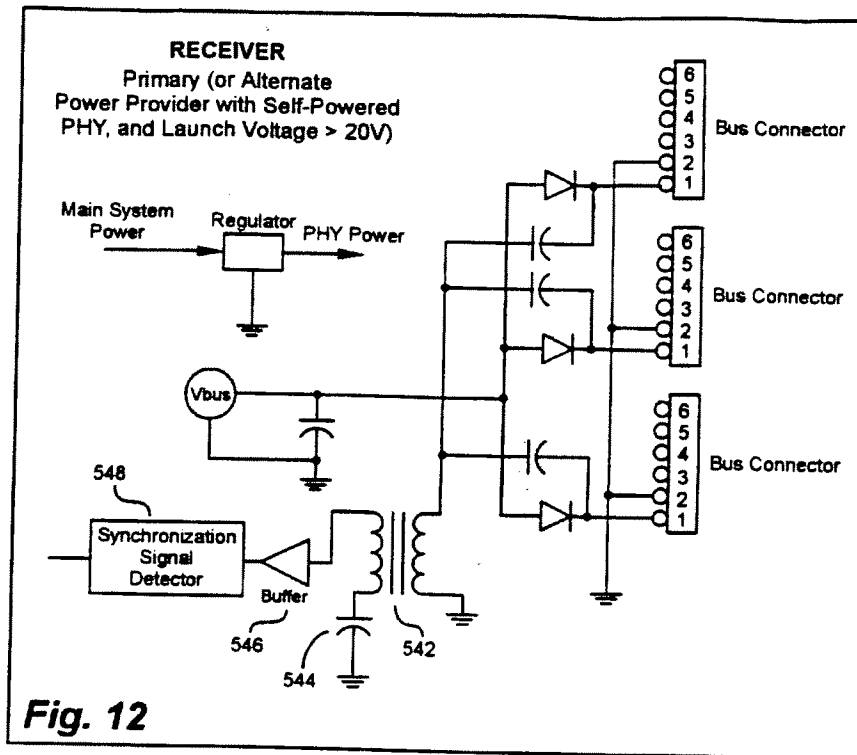 RECEIVER
Primary (or Alternate
Power Provider with Self-Powered
PHY, and Launch Voltage > 20V)
Main System
Power
Regulator
PHY Power
6
5
4
3
2
1
Bus Connector
6
5
4
3
2
1
Bus Connector
Vbus
6
5
4
3
2
1
Bus Connector
548
Synchronization
Signal
Detector
Buffer
546
544
542
Fig. 12